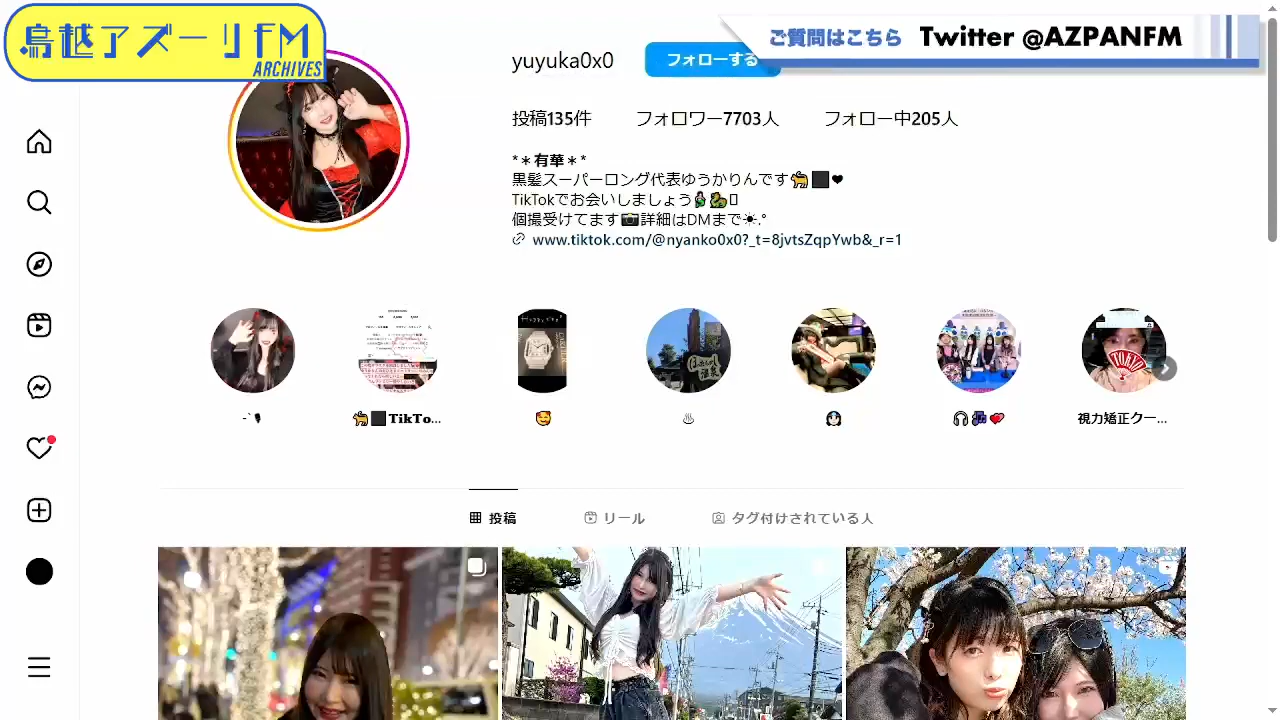 鳥越アズーリFM
ARCHIVES
ご質問はこちら Twitter @AZPANFM
yuyuka0x0
フォローする
投稿135件 フォロワー7703人 フォロー中205人
*＊有華＊*
黒髪スーパーロング代表ゆうかりんです🐈⬛❤
TikTokでお会いしましょう🧏🏻‍♀️🐉
個撮受けてます📷詳細はDMまで☀.°
www.tiktok.com/@nyanko0x0?_t=8jvtsZqpYwb&_r=1
TOKYO
🐈⬛TikTo...
🥰
♨
🎧🎶💕
視力矯正クー...
投稿
リール
タグ付けされている人